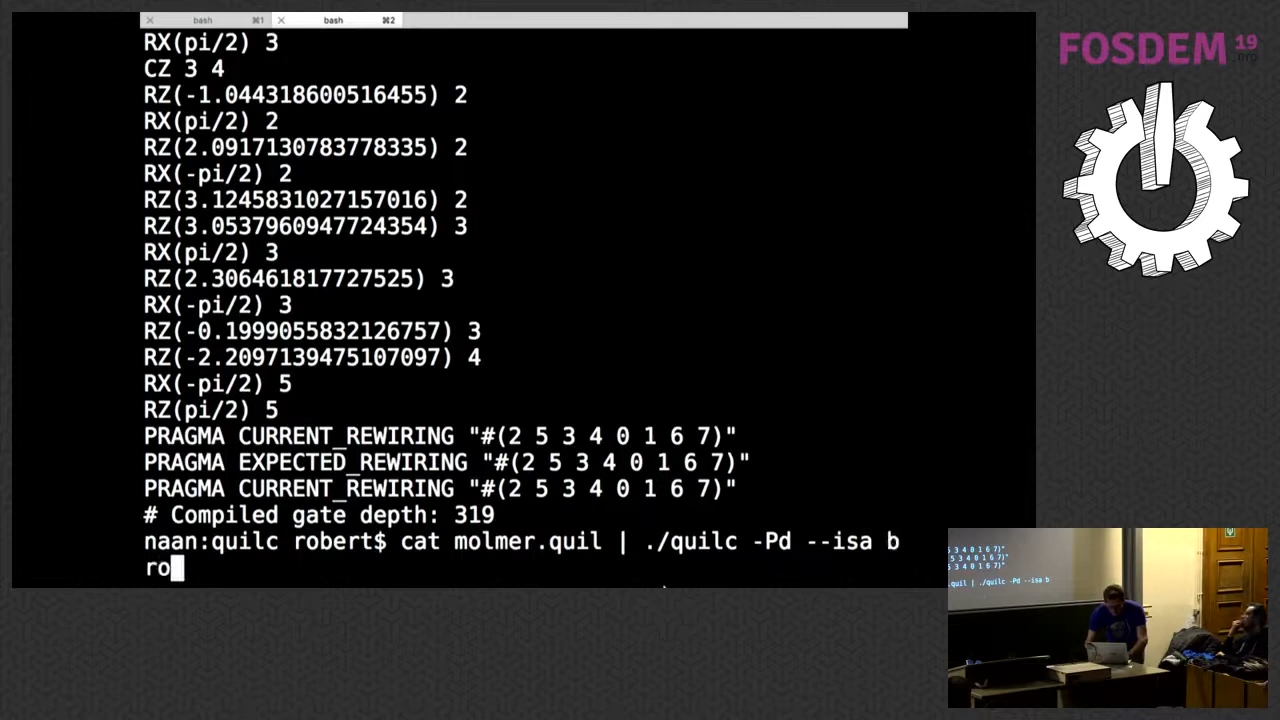 bash ⌘1 bash ⌘2
RX(pi/2) 3
CZ 3 4
RZ(-1.044318600516455) 2
RX(pi/2) 2
RZ(2.0917130783778335) 2
RX(-pi/2) 2
RZ(3.1245831027157016) 2
RZ(3.0537960947724354) 3
RX(pi/2) 3
RZ(2.306461817727525) 3
RX(-pi/2) 3
RZ(-0.1999055832126757) 3
RZ(-2.2097139475107097) 4
RX(-pi/2) 5
RZ(pi/2) 5
PRAGMA CURRENT_REWIRING "#(2 5 3 4 0 1 6 7)"
PRAGMA EXPECTED_REWIRING "#(2 5 3 4 0 1 6 7)"
PRAGMA CURRENT_REWIRING "#(2 5 3 4 0 1 6 7)"
# Compiled gate depth: 319
naan:quilc robert$ cat molmer.quil | ./quilc -Pd --isa b
ro
FOSDEM 19
.org